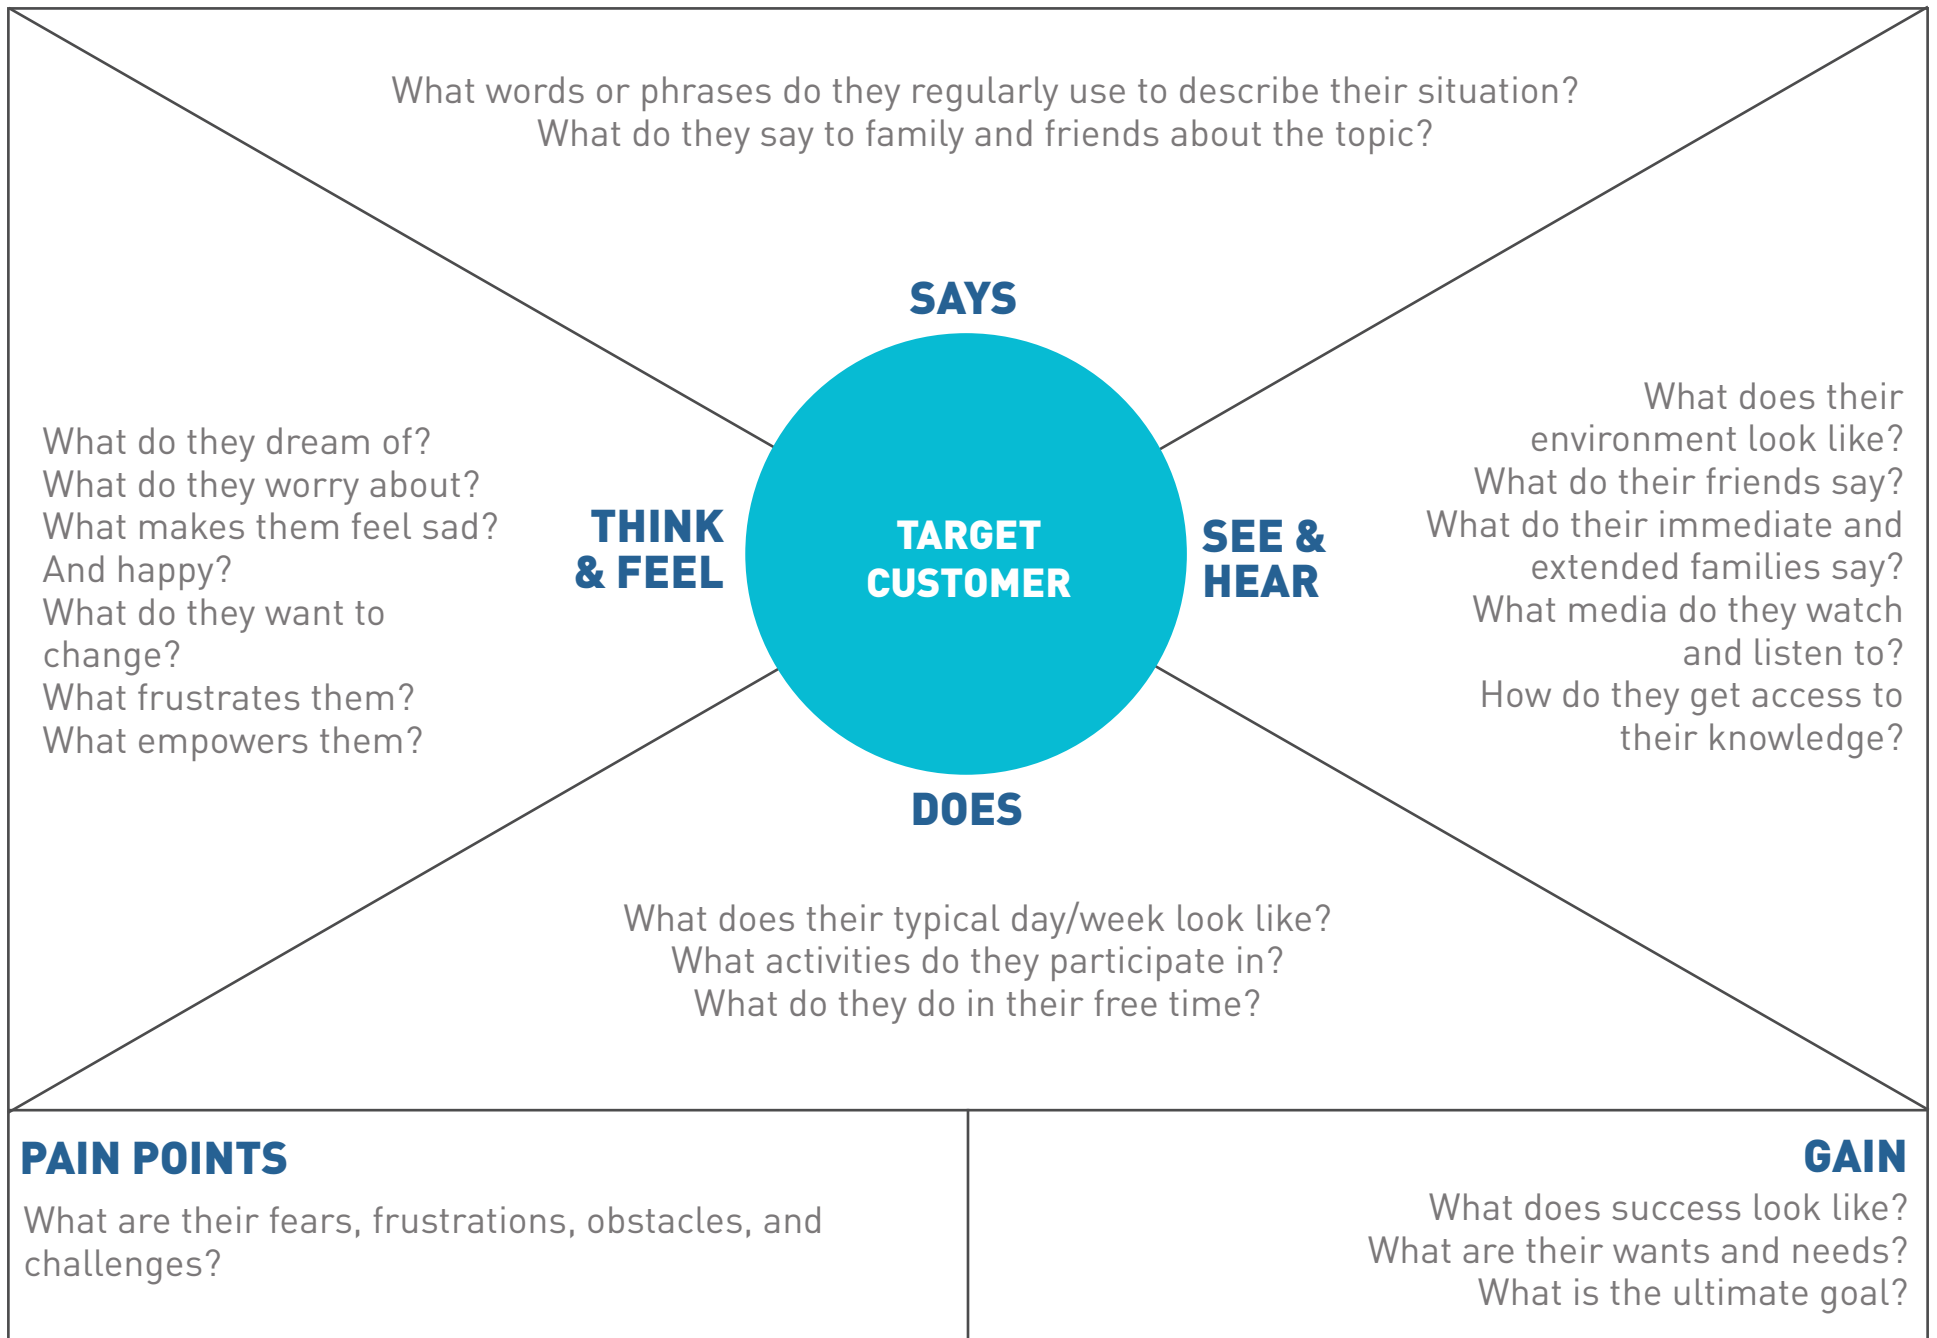 What words or phrases do they regularly use to describe their situation?
What do they say to family and friends about the topic?
SAYS
What do they dream of?
What do they worry about?
What makes them feel sad?
And happy?
What do they want to
change?
What frustrates them?
What empowers them?
THINK
& FEEL
TARGET
CUSTOMER
SEE &
HEAR
What does their
environment look like?
What do their friends say?
What do their immediate and
extended families say?
What media do they watch
and listen to?
How do they get access to
their knowledge?
DOES
What does their typical day/week look like?
What activities do they participate in?
What do they do in their free time?
PAIN POINTS
What are their fears, frustrations, obstacles, and
challenges?
GAIN
What does success look like?
What are their wants and needs?
What is the ultimate goal?